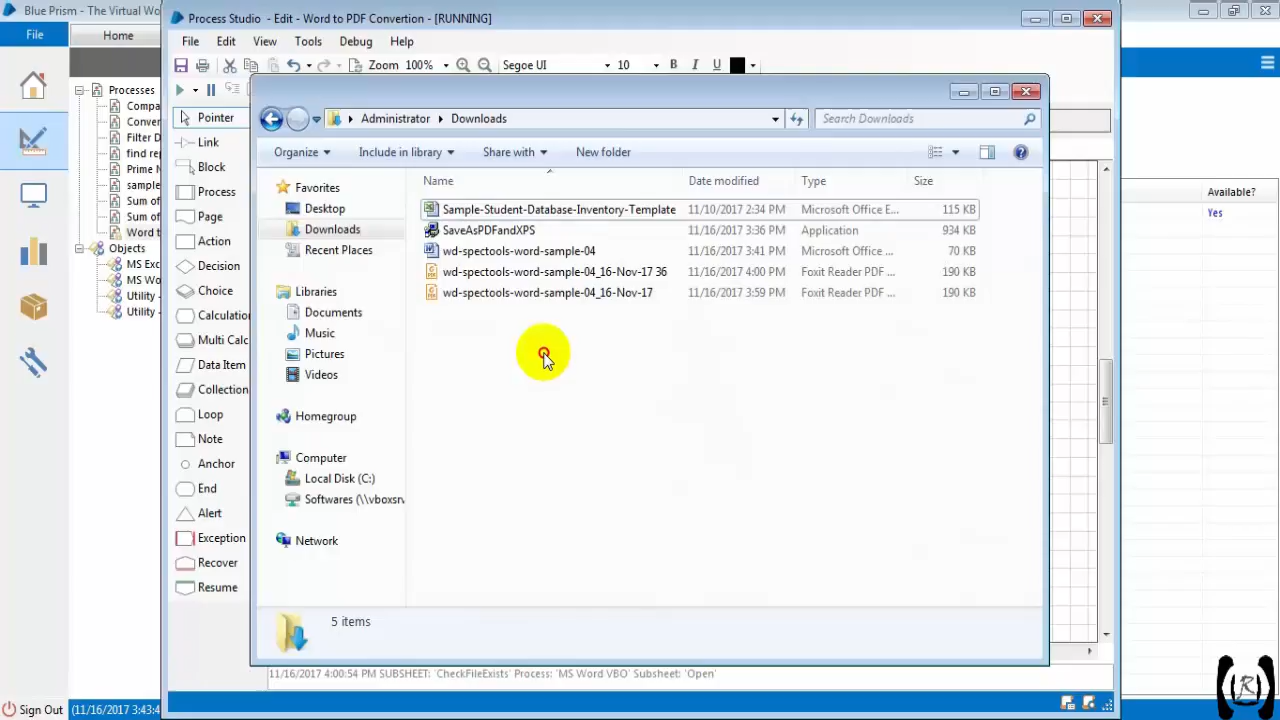 Blue Prism - The Virtual Wo
File
Home
Processes
Compa
Conver
Filter D
find rep
Prime N
sample
Sum of
Sum of
Word t
Objects
MS Exc
MS Wo
Utility -
Utility -
Sign Out
(11/16/2017 3:43:4
Process Studio - Edit - Word to PDF Convertion - [RUNNING]
File Edit View Tools Debug Help
Zoom 100% Segoe UI 10 B I U
Pointer
Link
Block
Process
Page
Action
Decision
Choice
Calculation
Multi Calc
Data Item
Collection
Loop
Note
Anchor
End
Alert
Exception
Recover
Resume
Administrator Downloads
Search Downloads
Organize Include in library Share with New folder
Favorites
Desktop
Downloads
Recent Places
Libraries
Documents
Music
Pictures
Videos
Homegroup
Computer
Local Disk (C:)
Softwares (\\vboxsrv
Network
Name Date modified Type Size
Sample-Student-Database-Inventory-Template 11/10/2017 2:34 PM Microsoft Office E... 115 KB
SaveAsPDFandXPS 11/16/2017 3:36 PM Application 934 KB
wd-spectools-word-sample-04 11/16/2017 3:41 PM Microsoft Office ... 70 KB
wd-spectools-word-sample-04_16-Nov-17 36 11/16/2017 4:00 PM Foxit Reader PDF ... 190 KB
wd-spectools-word-sample-04_16-Nov-17 11/16/2017 3:59 PM Foxit Reader PDF ... 190 KB
5 items
11/16/2017 4:00:54 PM SUBSHEET: 'CheckFileExists' Process: 'MS Word VBO' Subsheet: 'Open'
Available?
Yes